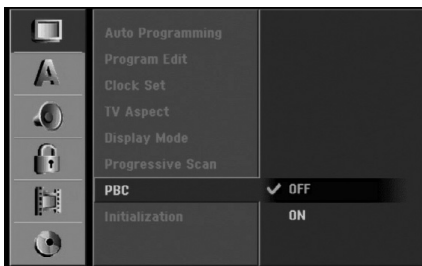 Auto Programming
Program Edit
Clock Set
TV Aspect
Display Mode
Progressive Scan
PBC
OFF
Initialization
ON